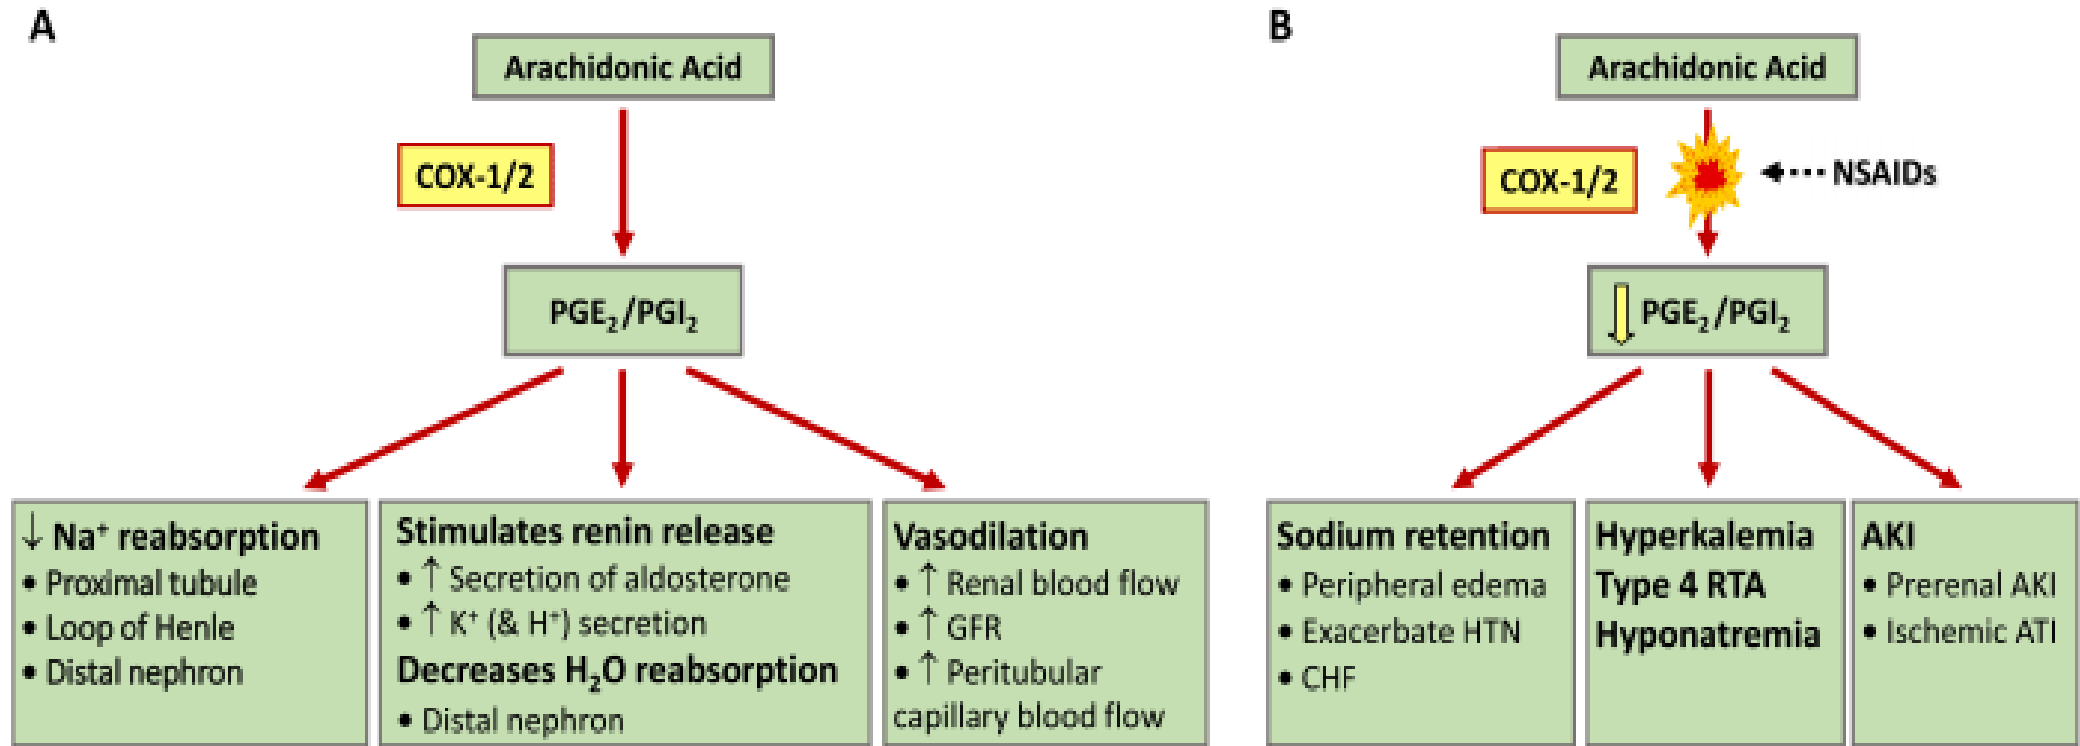 A
Arachidonic Acid
COX-1/2
PGE₂/PGI₂
↓ Na⁺ reabsorption
• Proximal tubule
• Loop of Henle
• Distal nephron
Stimulates renin release
• ↑ Secretion of aldosterone
• ↑ K⁺ (& H⁺) secretion
Decreases H₂O reabsorption
• Distal nephron
Vasodilation
• ↑ Renal blood flow
• ↑ GFR
• ↑ Peritubular
capillary blood flow
B
Arachidonic Acid
COX-1/2
NSAIDs
PGE₂/PGI₂
Sodium retention
• Peripheral edema
• Exacerbate HTN
• CHF
Hyperkalemia
Type 4 RTA
Hyponatremia
AKI
• Prerenal AKI
• Ischemic ATI